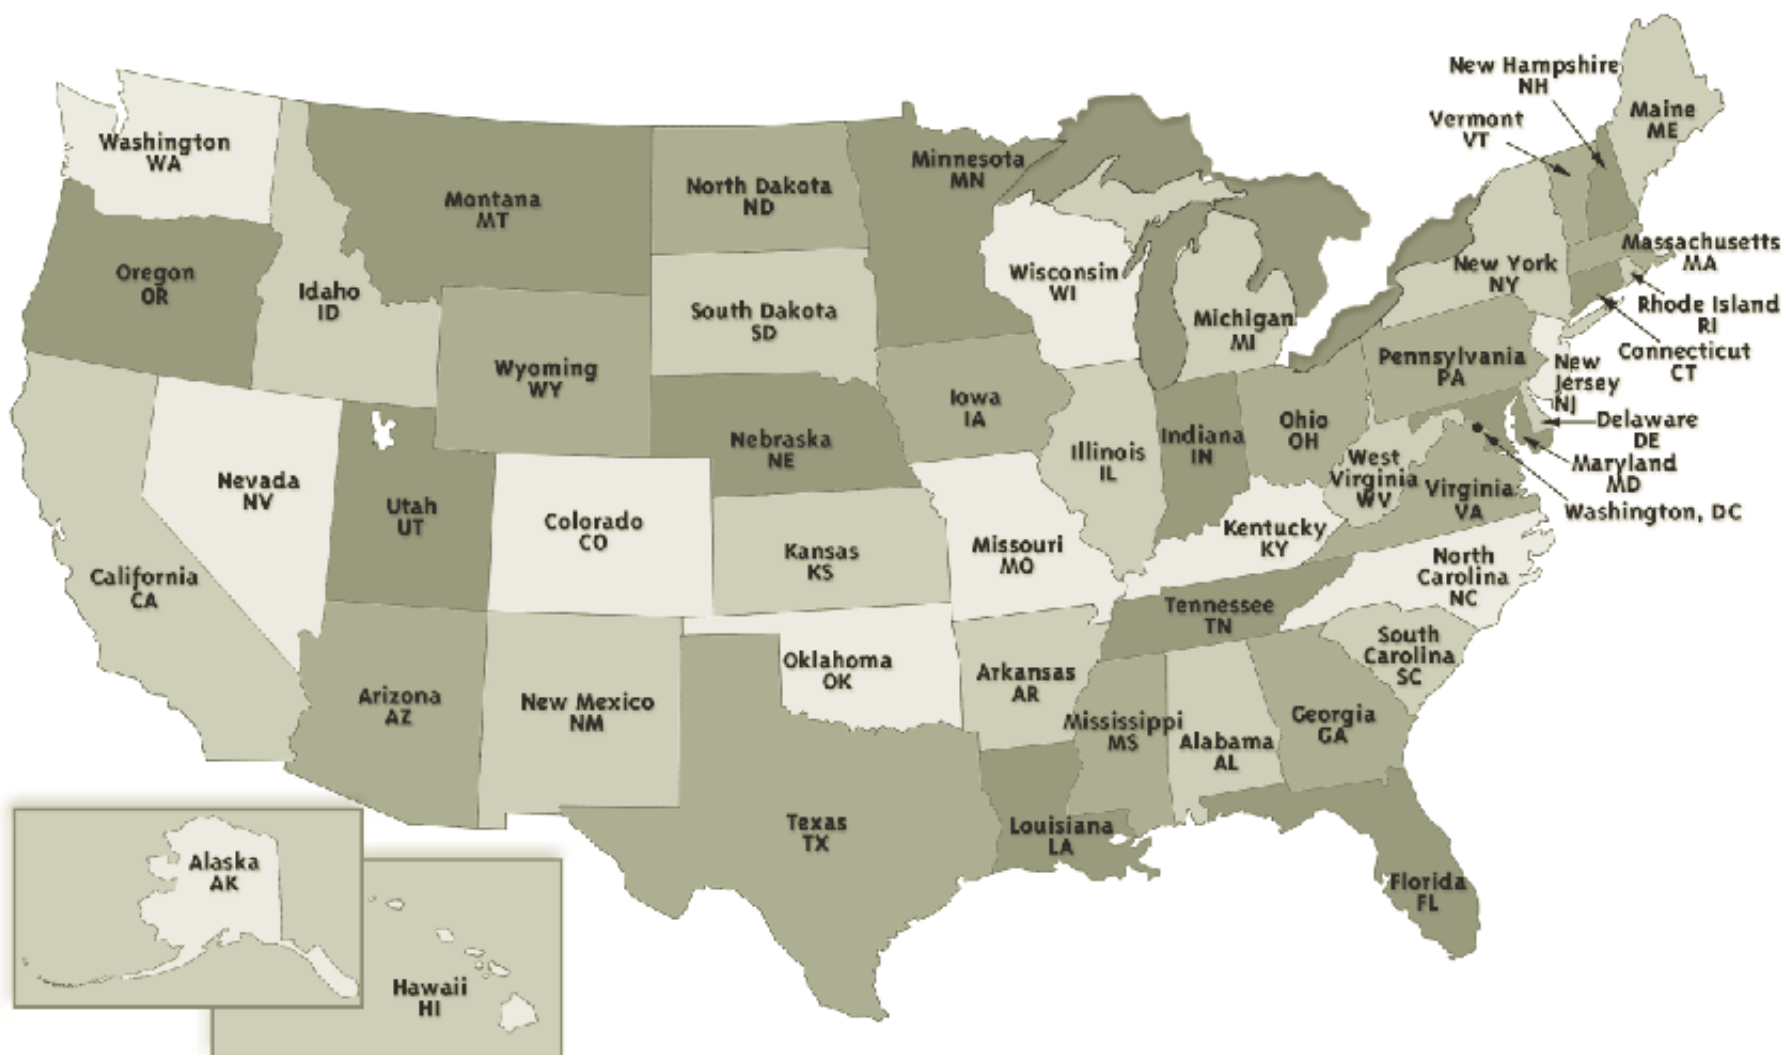 New Hampshire
NH
Maine
ME
Vermont
VT
Washington
WA
Montana
MT
North Dakota
ND
Minnesota
MN
Oregon
OR
Idaho
ID
South Dakota
SD
Wisconsin
WI
Michigan
MI
New York
NY
Massachusetts
MA
Rhode Island
RI
Connecticut
CT
Wyoming
WY
Nebraska
NE
Iowa
IA
Illinois
IL
Indiana
IN
Ohio
OH
Pennsylvania
PA
New
Jersey
NJ
Delaware
DE
Maryland
MD
Washington, DC
West
Virginia
WV
Virginia
VA
Nevada
NV
Utah
UT
Colorado
CO
Kansas
KS
Missouri
MO
Kentucky
KY
North
Carolina
NC
California
CA
Tennessee
TN
South
Carolina
SC
Arizona
AZ
New Mexico
NM
Oklahoma
OK
Arkansas
AR
Mississippi
MS
Alabama
AL
Georgia
GA
Texas
TX
Louisiana
LA
Florida
FL
Alaska
AK
Hawaii
HI